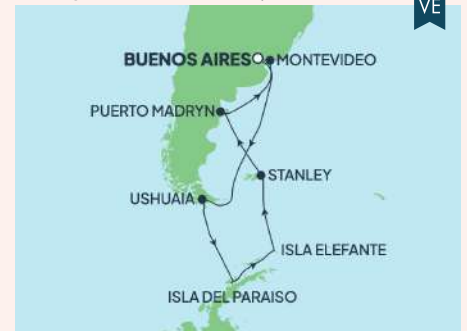 VE
BUENOS AIRES
MONTEVIDEO
PUERTO MADRYN
STANLEY
USHUAIA
ISLA ELEFANTE
ISLA DEL PARAISO